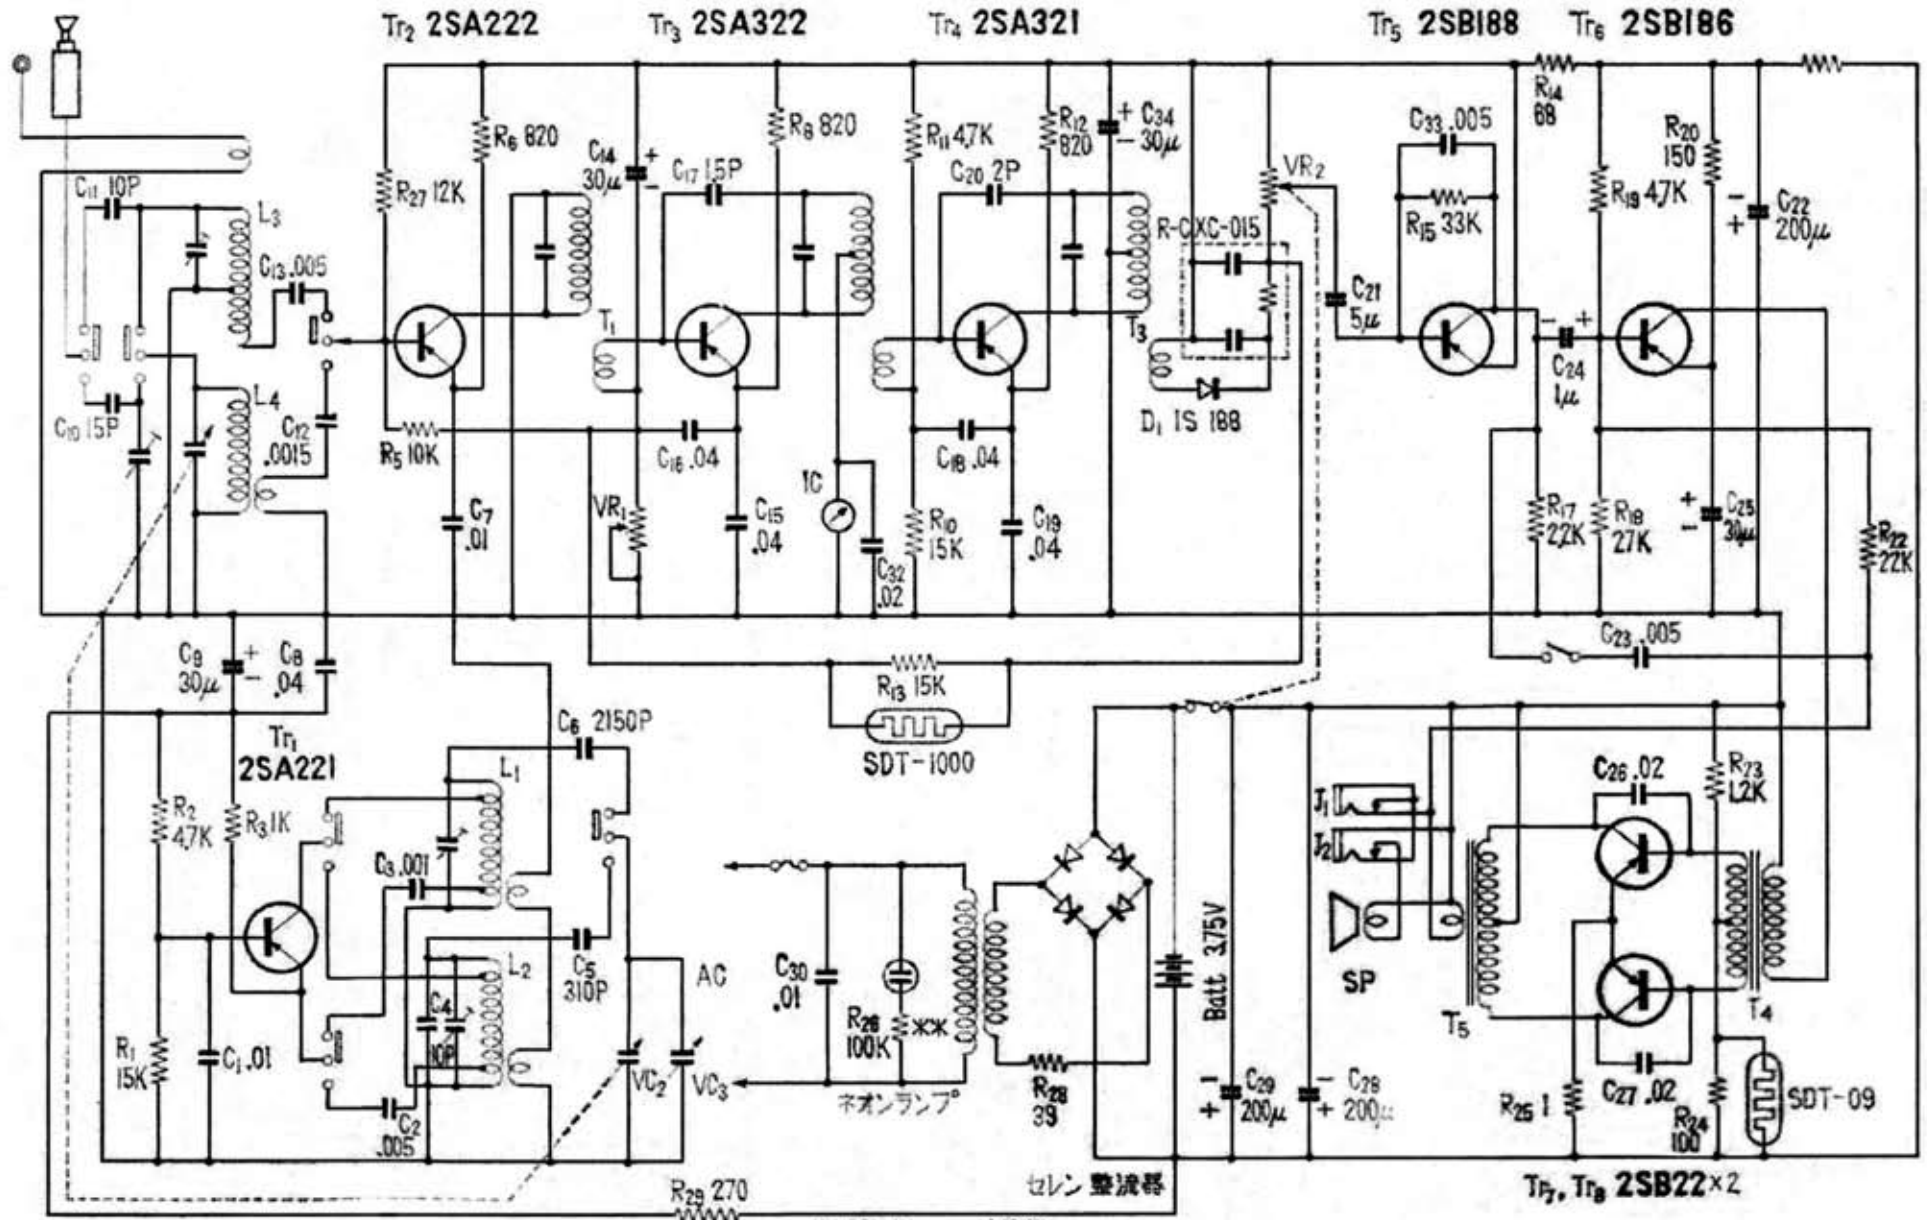 Tr2 2SA222
Tr3 2SA322
Tr4 2SA321
Tr5 2SB188
Tr6 2SB186
R6 820
R27 12K
C14 30μ
+
-
C17 1.5P
R8 820
R11 4.7K
C20 2P
R12 820
+ C34
- 30μ
VR2
C33 .005
R15 33K
R14 68
R19 4.7K
R20 150
-
+
C22 200μ
C11 10P
L3
C13 .005
R-CXC-015
T1
T3
C21 5μ
D1 1S 188
- +
C24 1μ
C10 15P
L4
C12 .0015
R5 10K
C16 .04
C18 .04
IC
C7 .01
VR1
C15 .04
C32 .02
R10 15K
C19 .04
R17 2.2K
R18 27K
+
-
C25 30μ
R22 22K
C9 30μ
+
-
C8 .04
R13 15K
SDT-1000
C23 .005
Tr1
2SA221
C6 2150P
L1
R2 4.7K
R3 1K
C3 .001
J1
J2
C26 .02
R23 1.2K
L2
C5 310P
AC
C30 .01
R26 100K
**
Batt 3.75V
SP
T5
T4
R1 15K
C1 .01
C4
10P
C2 .005
VC2
VC3
ネオンランプ
R28 39
-
+
C29 200μ
-
+
C28 200μ
R25 1
C27 .02
R24 100
SDT-09
セレン整流器
Tr7, Tr8 2SB22×2
R29 270